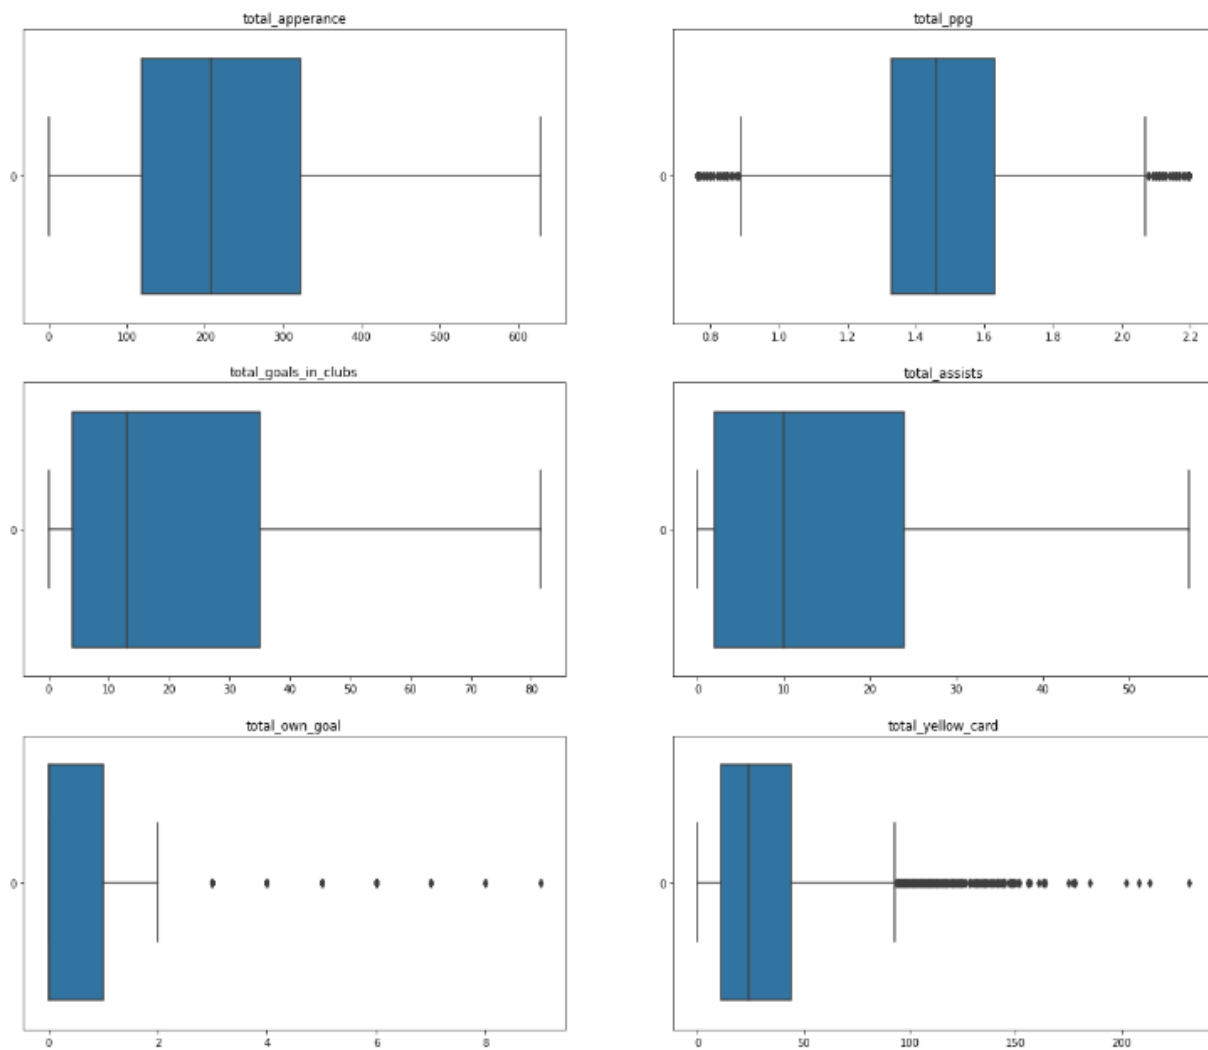 total_apperance
0
0 100 200 300 400 500 600
total_ppg
0
0.8 1.0 1.2 1.4 1.6 1.8 2.0 2.2
total_goals_in_clubs
0
0 10 20 30 40 50 60 70 80
total_assists
0
0 10 20 30 40 50
total_own_goal
0
0 2 4 6 8
total_yellow_card
0
0 50 100 150 200